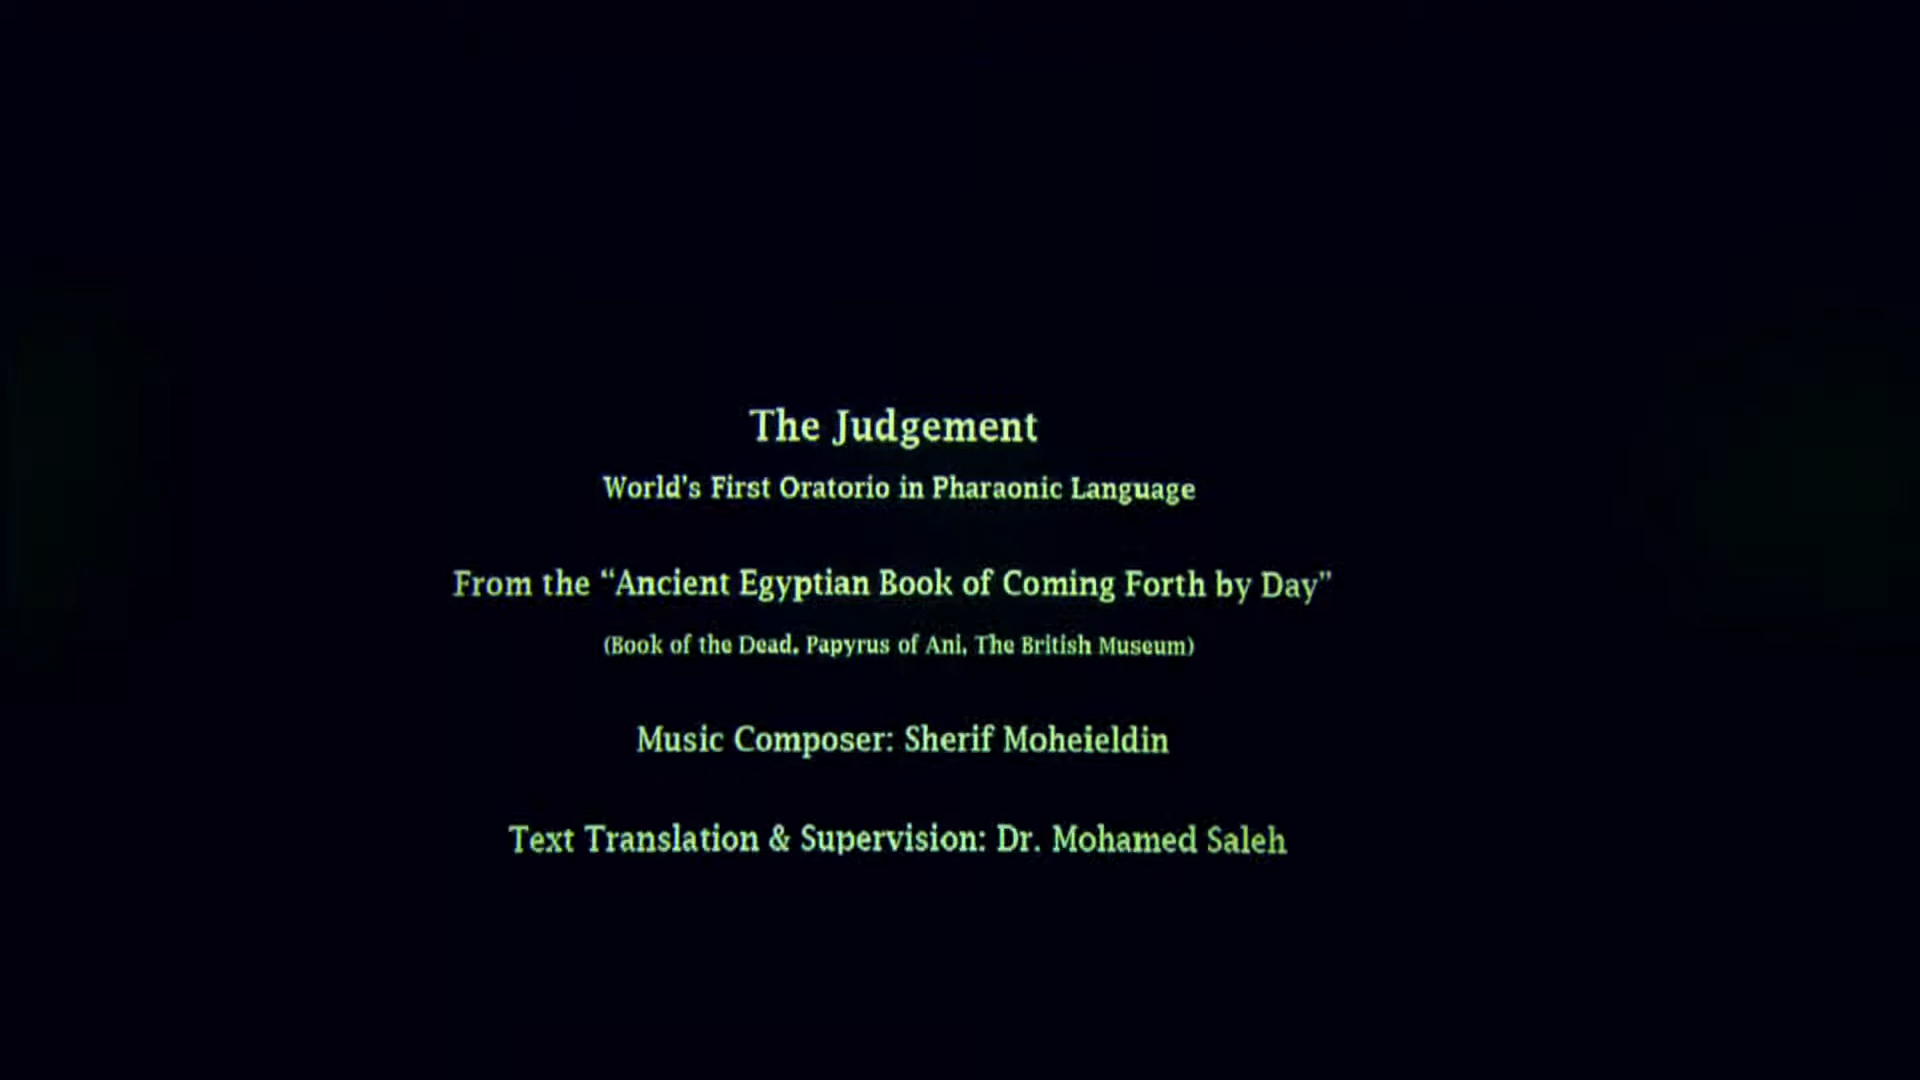 The Judgement
World's First Oratorio in Pharaonic Language
From the “Ancient Egyptian Book of Coming Forth by Day”
(Book of the Dead, Papyrus of Ani, The British Museum)
Music Composer: Sherif Moheieldin
Text Translation & Supervision: Dr. Mohamed Saleh